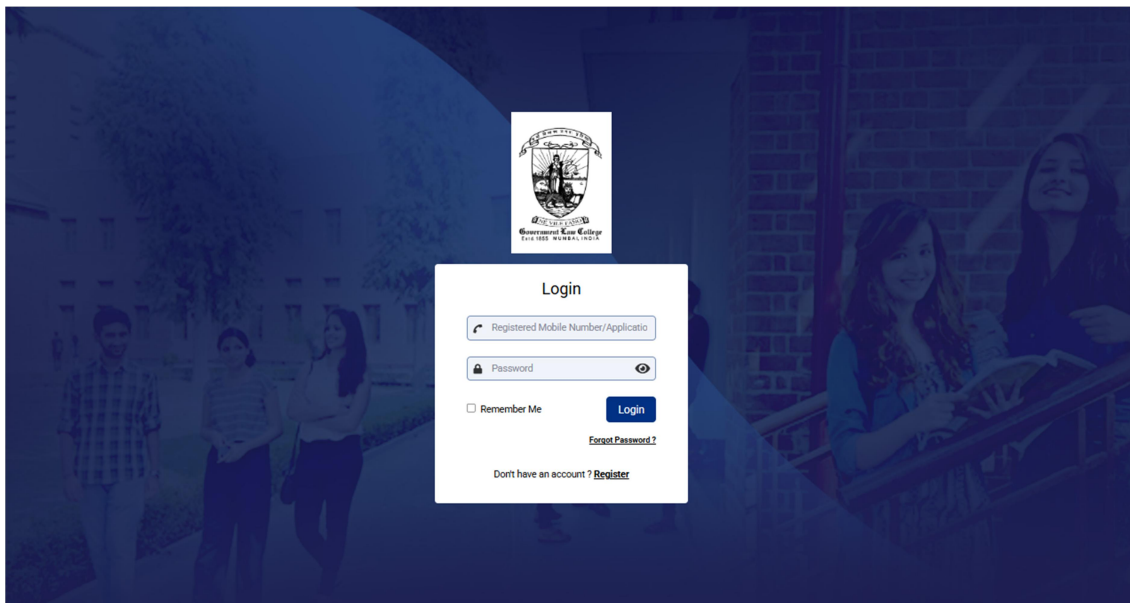 Government Law College
Estd. 1855 MUMBAI, INDIA
Login
Registered Mobile Number/Applicatio
Password
Remember Me
Login
Forgot Password ?
Don't have an account ? Register